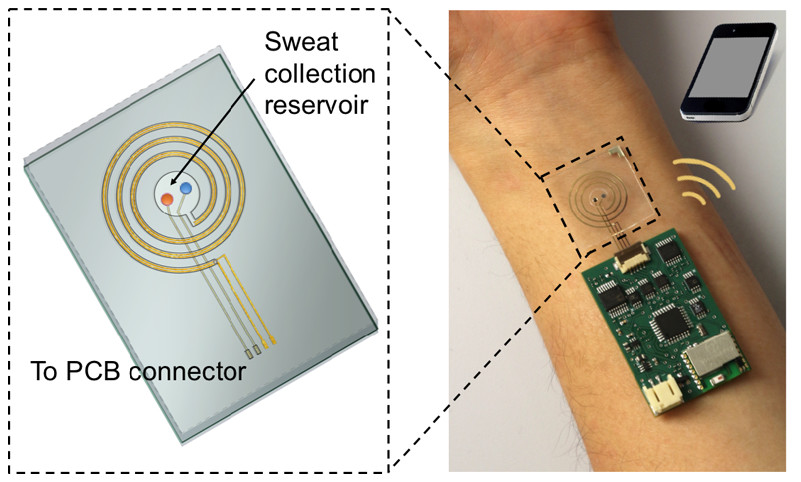 Sweat
collection
reservoir
To PCB connector